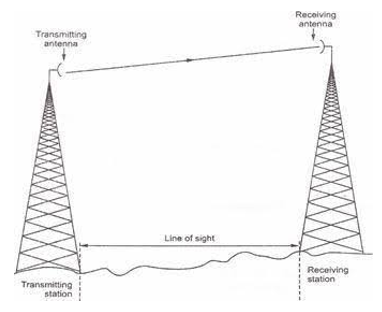 Receiving
antenna
Transmitting
antenna
Line of sight
Transmitting
station
Receiving
station